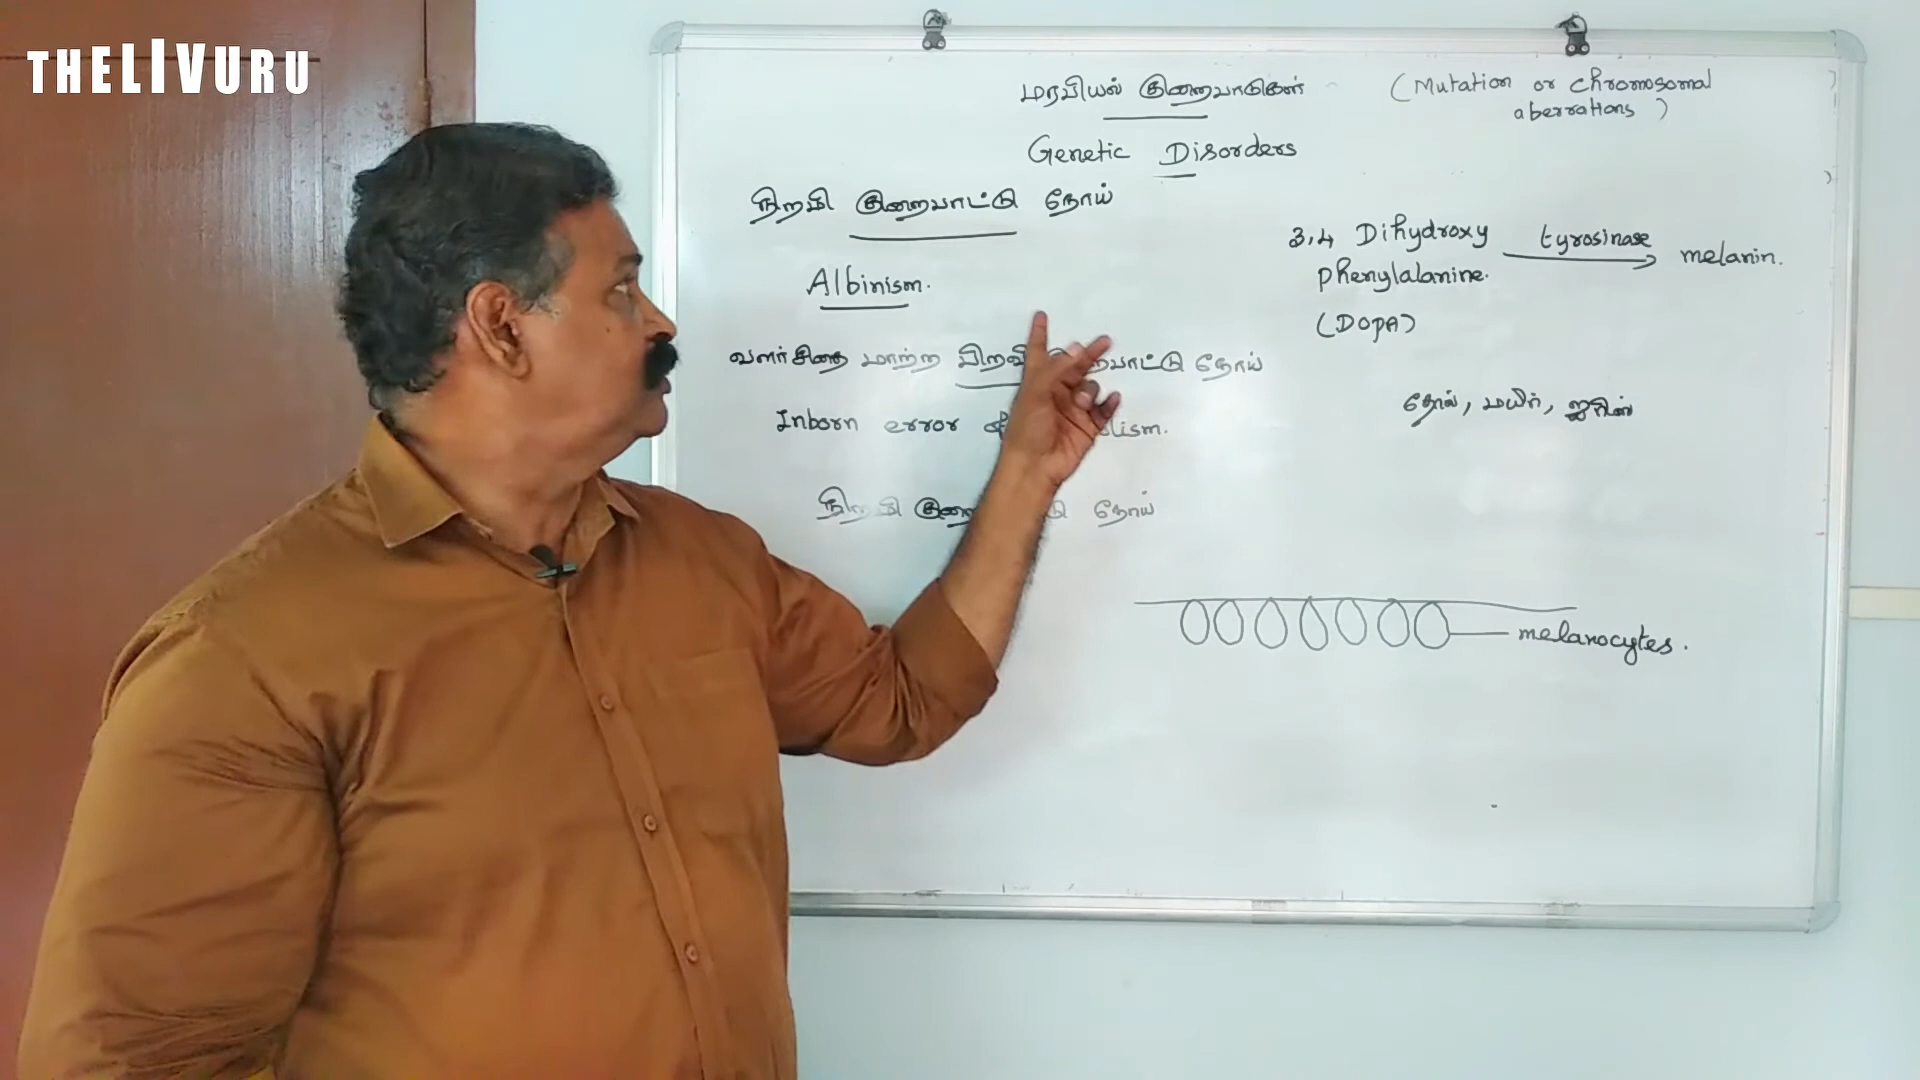 THELIVURU
மரபியல் குறைபாடுகள் (Mutation or chromosomal
aberrations)
Genetic Disorders
நிறமி குறைபாட்டு நோய்
3,4 Dihydroxy tyrosinase melanin.
phenylalanine.
Albinism.
(DOPA)
வளர்சிதை மாற்ற நோய்
தோல், மயிர், ஐரிஸ்
Inborn error
நிறமி நோய்
melanocytes.